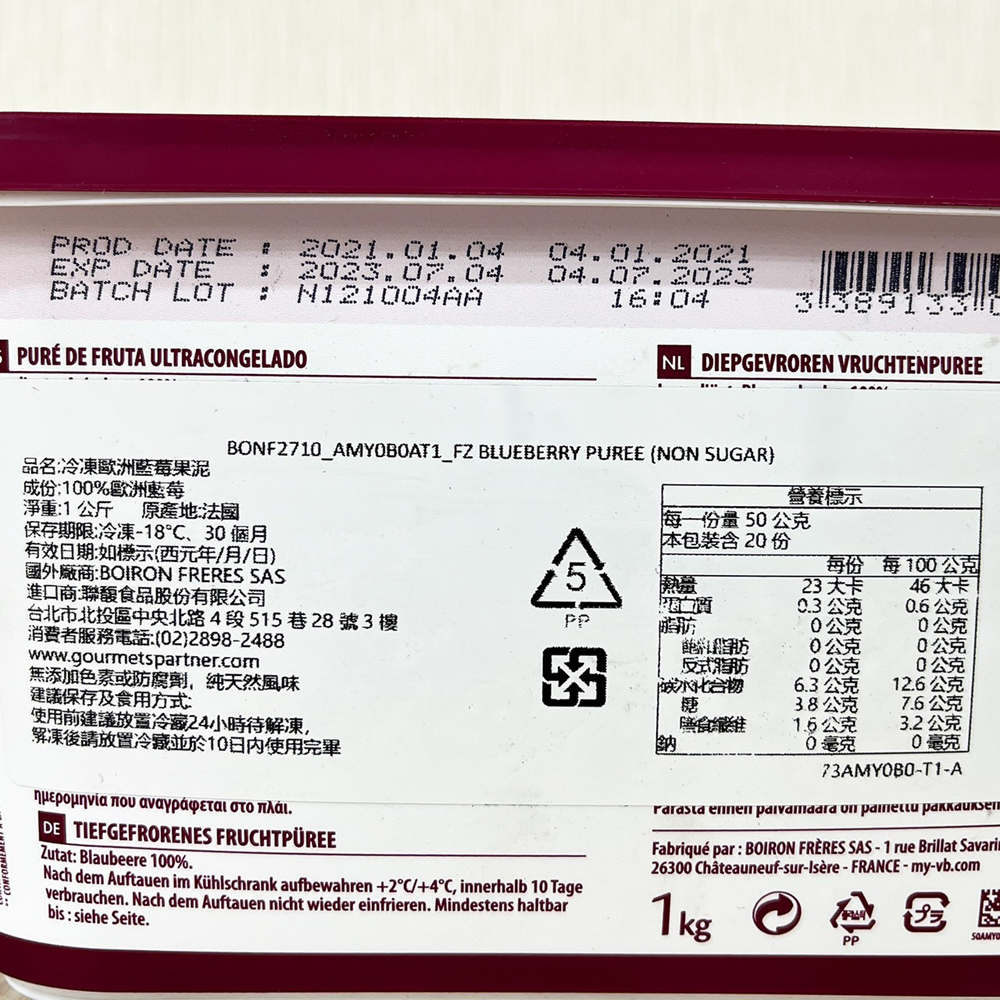 PROD DATE : 2021.01.04 04.01.2021
EXP DATE : 2023.07.04 04.07.2023
BATCH LOT : N121004AA 16:04
3 389133
PURÉ DE FRUTA ULTRACONGELADO
NL DIEPGEVROREN VRUCHTENPUREE
BONF2710_AMY0B0AT1_FZ BLUEBERRY PUREE (NON SUGAR)
品名:冷凍歐洲藍莓果泥
成份:100%歐洲藍莓
淨重:1 公斤 原產地:法國
保存期限:冷凍-18°C、30 個月
有效日期:如標示(西元年/月/日)
國外廠商:BOIRON FRERES SAS
進口商:聯馥食品股份有限公司
台北市北投區中央北路 4 段 515 巷 28 號 3 樓
消費者服務電話:(02)2898-2488
www.gourmetspartner.com
無添加色素或防腐劑，純天然風味
建議保存及食用方式:
使用前建議放置冷藏24小時待解凍,
解凍後請放置冷藏並於10日內使用完畢
5
PP
營養標示
每一份量 50 公克
本包裝含 20 份
每份 每 100 公克
熱量 23 大卡 46 大卡
蛋白質 0.3 公克 0.6 公克
脂肪 0 公克 0 公克
飽和脂肪 0 公克 0 公克
反式脂肪 0 公克 0 公克
碳水化合物 6.3 公克 12.6 公克
糖 3.8 公克 7.6 公克
膳食纖維 1.6 公克 3.2 公克
鈉 0 毫克 0 毫克
73AMY0B0-T1-A
ημερομηνία που αναγράφεται στο πλάι.
DE TIEFGEFRORENES FRUCHTPÜREE
Zutat: Blaubeere 100%.
Nach dem Auftauen im Kühlschrank aufbewahren +2°C/+4°C, innerhalb 10 Tage
verbrauchen. Nach dem Auftauen nicht wieder einfrieren. Mindestens haltbar
bis : siehe Seite.
Parasta ennen päivämäärä on painettu pakkauksen
Fabriqué par : BOIRON FRÈRES SAS - 1 rue Brillat Savarin
26300 Châteauneuf-sur-Isère - FRANCE - my-vb.com
1 kg
PP
プラ